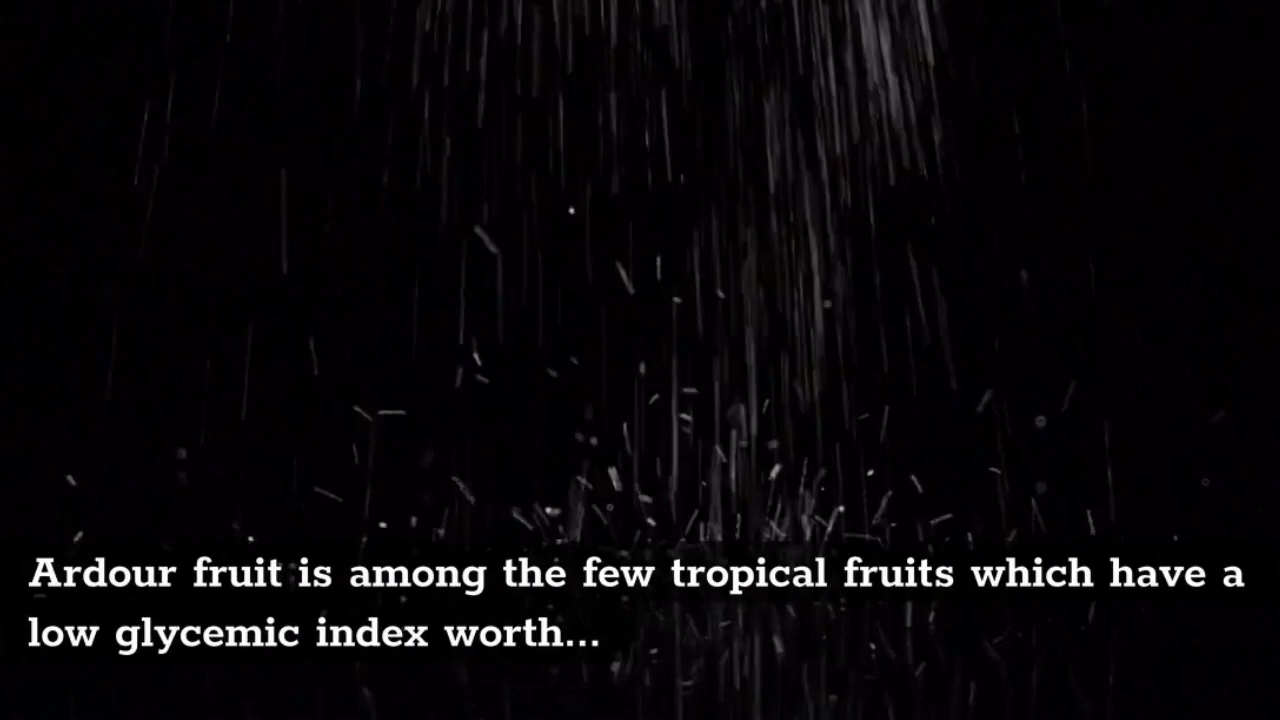 Ardour fruit is among the few tropical fruits which have a
low glycemic index worth...